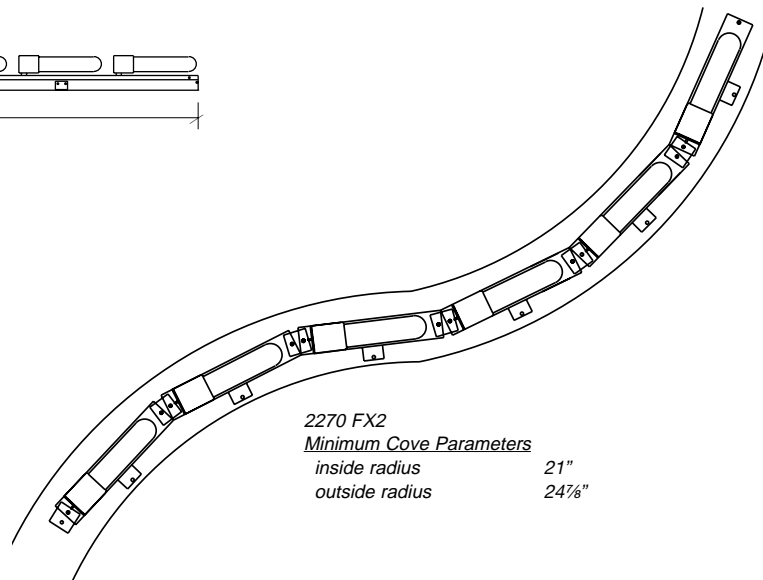 2270 FX2
Minimum Cove Parameters
inside radius 21”
outside radius 24⅞”